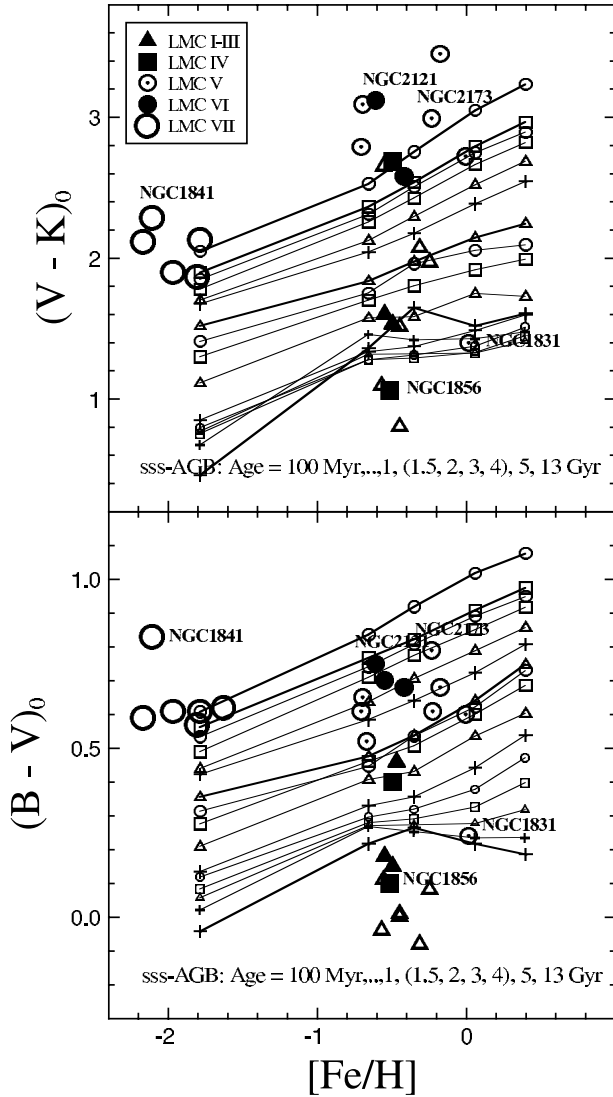 LMC I-III
LMC IV
LMC V
LMC VI
LMC VII
NGC2121
NGC2173
NGC1841
NGC1831
NGC1856
sss-AGB: Age = 100 Myr,..,1, (1.5, 2, 3, 4), 5, 13 Gyr
3
2
1
(V - K)₀
NGC1841
NGC2121
NGC2173
NGC1831
NGC1856
sss-AGB: Age = 100 Myr,..,1, (1.5, 2, 3, 4), 5, 13 Gyr
1.0
0.5
0.0
(B - V)₀
-2
-1
0
[Fe/H]